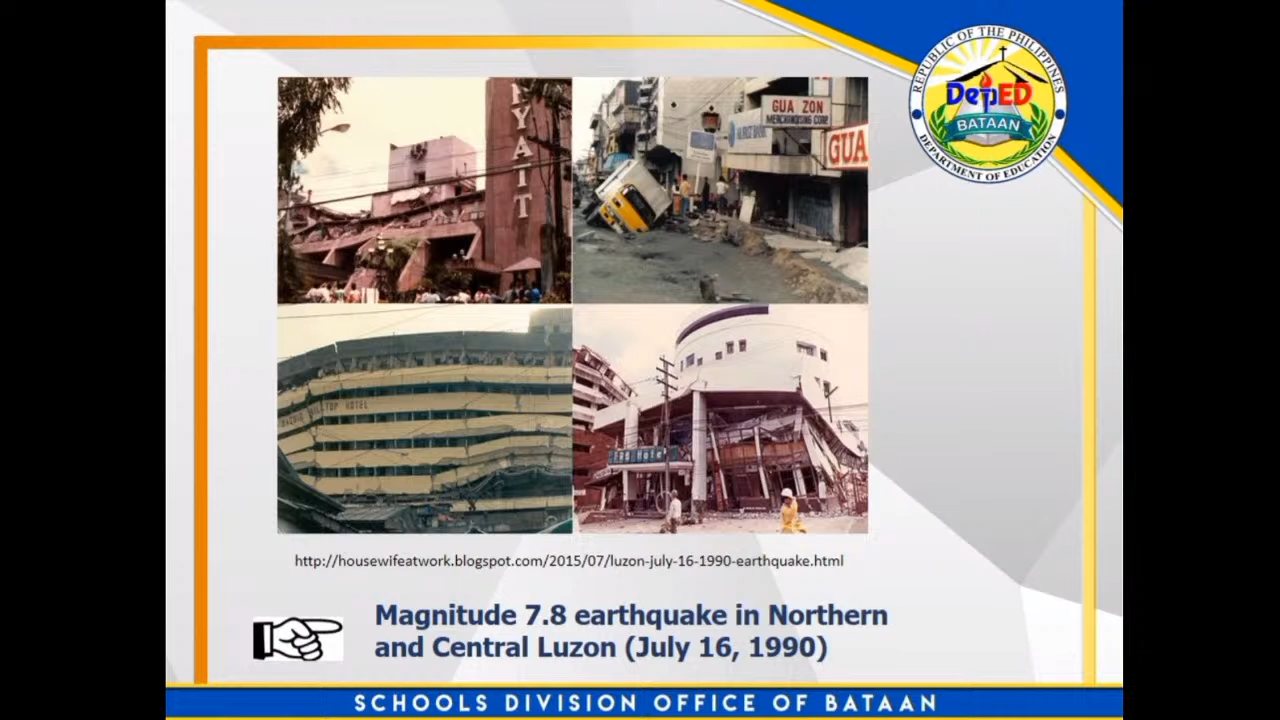 REPUBLIC OF THE PHILIPPINES
DepED
BATAAN
DEPARTMENT OF EDUCATION
HYATT
GUA ZON
MERCHANDISING CORP.
GUA
HILLTOP HOTEL
Hotel
http://housewifeatwork.blogspot.com/2015/07/luzon-july-16-1990-earthquake.html
Magnitude 7.8 earthquake in Northern
and Central Luzon (July 16, 1990)
SCHOOLS DIVISION OFFICE OF BATAAN